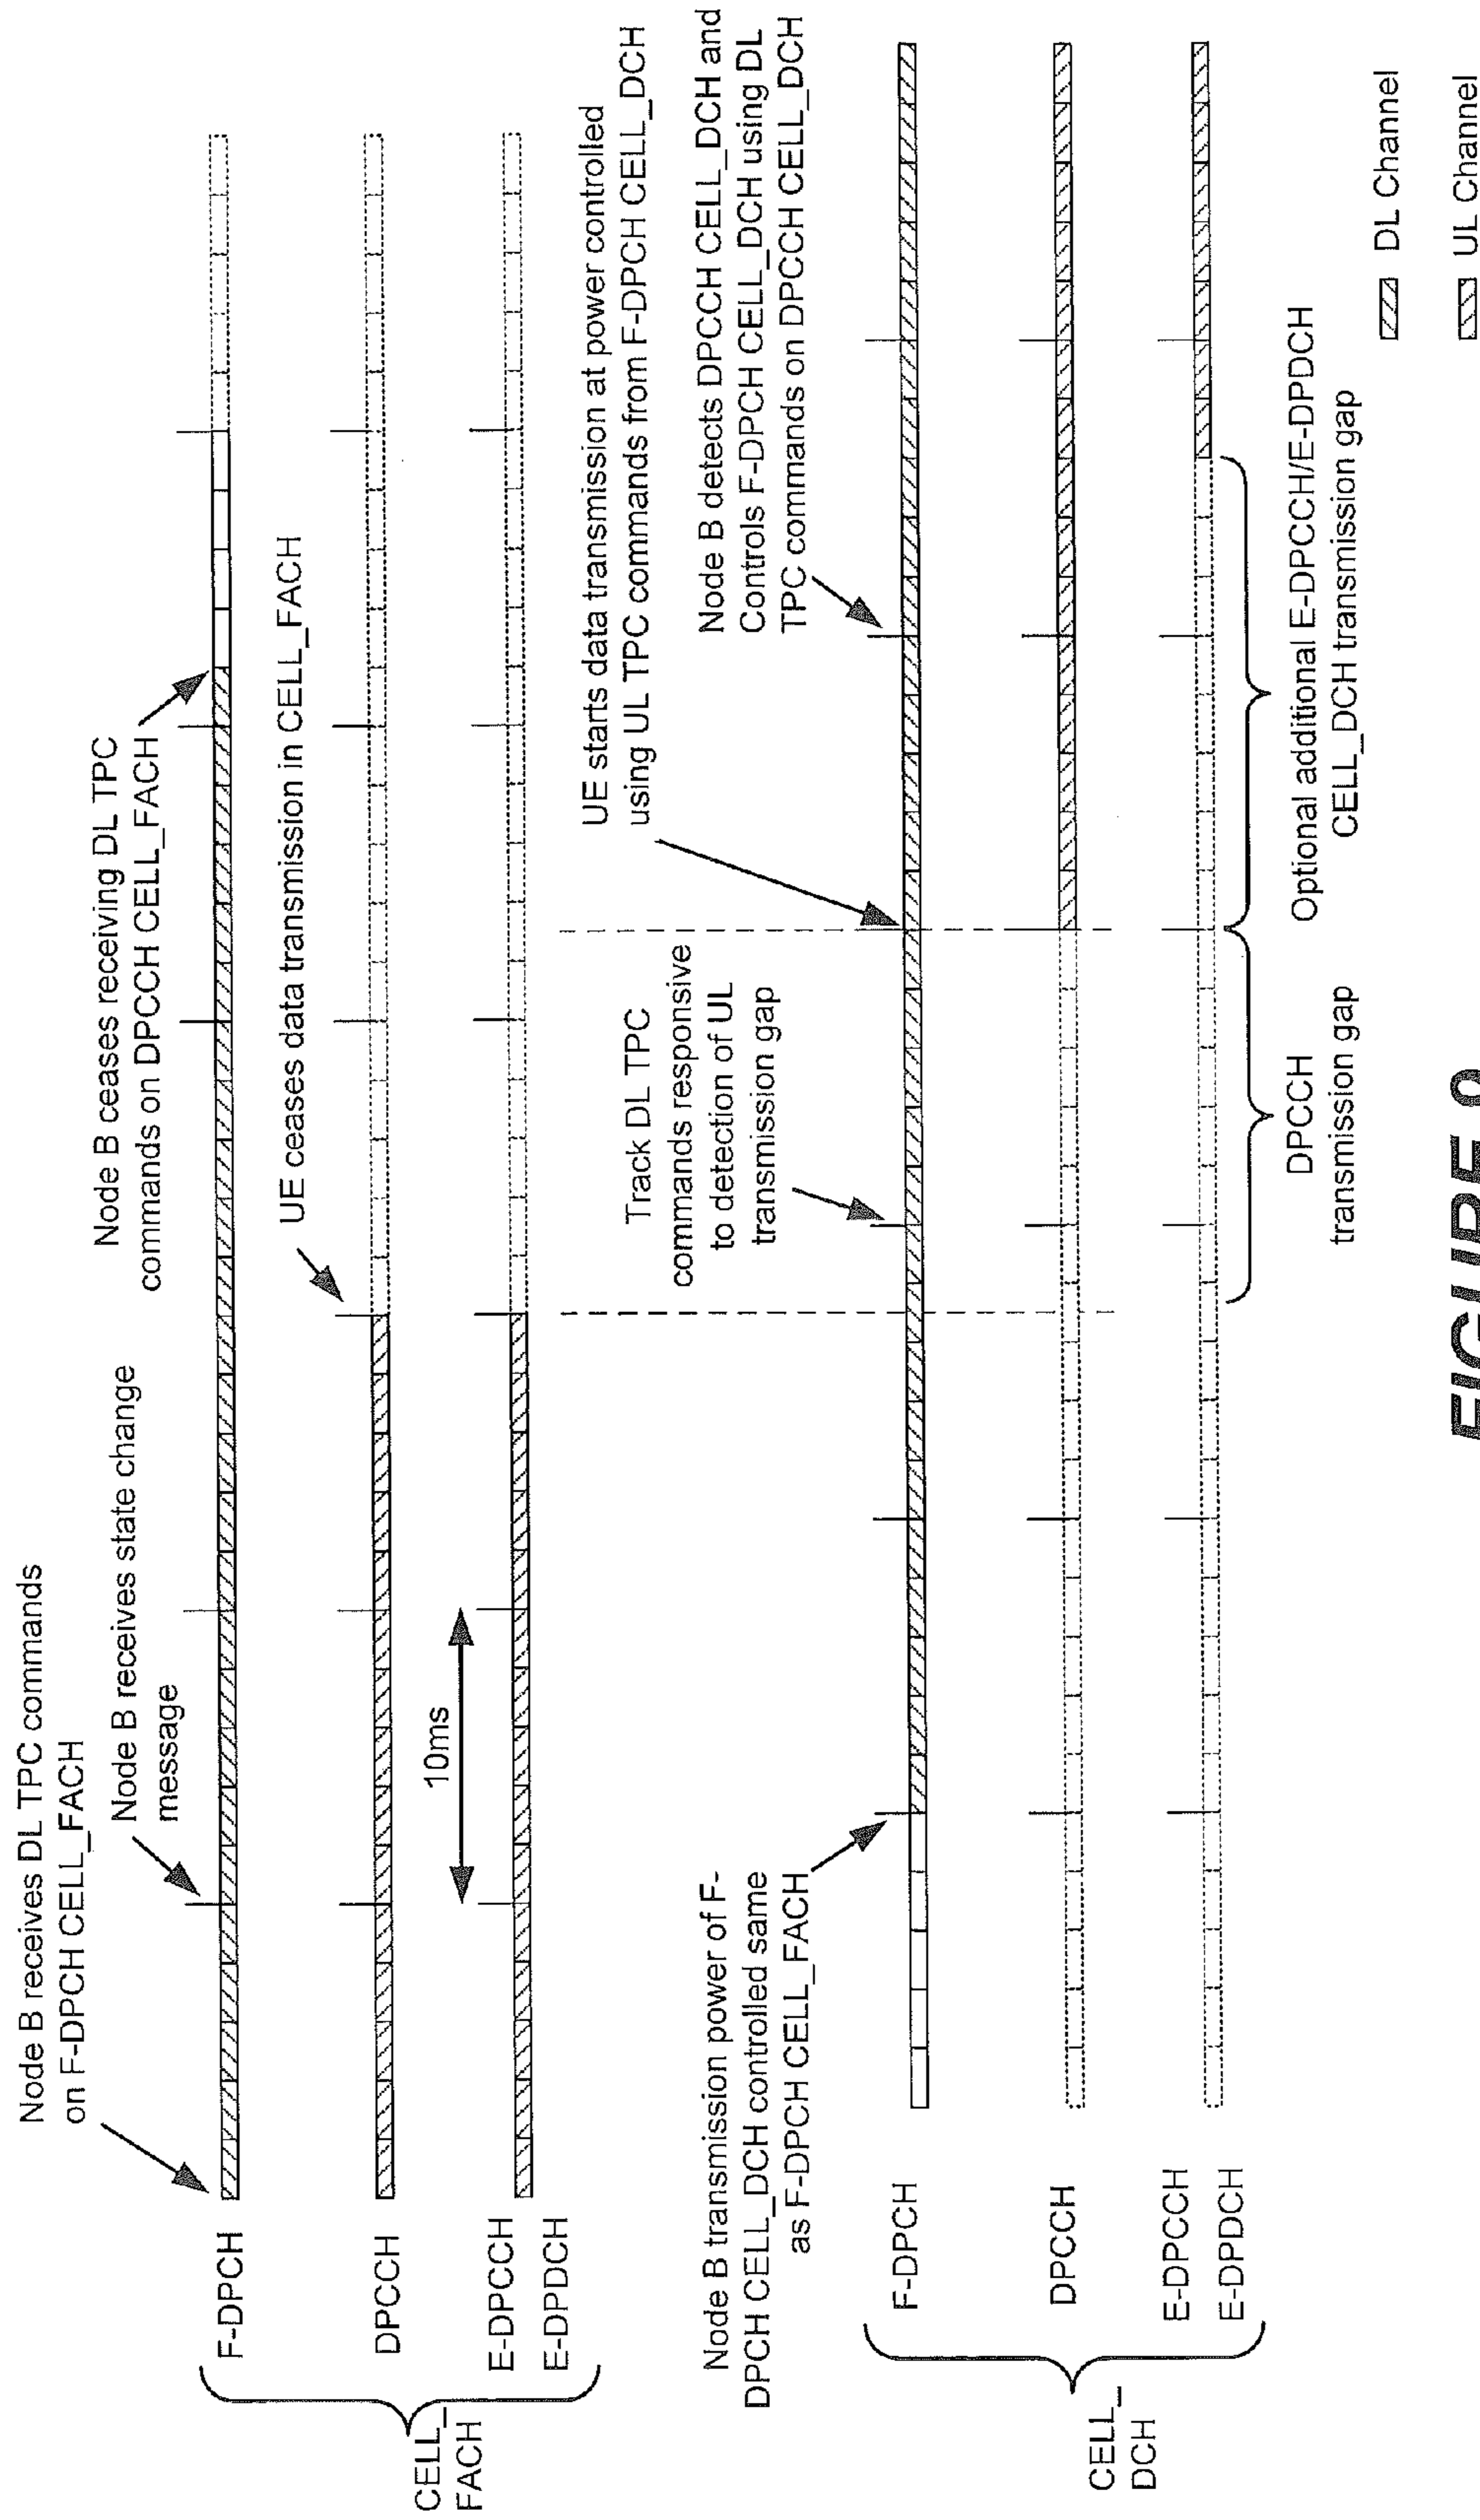 Node B receives DL TPC commands
on F-DPCH CELL_FACH
Node B receives state change
message
Node B ceases receiving DL TPC
commands on DPCCH CELL_FACH
F-DPCH
UE ceases data transmission in CELL_FACH
DPCCH
10ms
E-DPCCH
E-DPDCH
CELL_
FACH
UE starts data transmission at power controlled
using UL TPC commands from F-DPCH CELL_DCH
Track DL TPC
commands responsive
to detection of UL
transmission gap
Node B detects DPCCH CELL_DCH and
Controls F-DPCH CELL_DCH using DL
TPC commands on DPCCH CELL_DCH
Node B transmission power of F-
DPCH CELL_DCH controlled same
as F-DPCH CELL_FACH
F-DPCH
DPCCH
E-DPCCH
E-DPDCH
CELL_
DCH
DPCCH
transmission gap
Optional additional E-DPCCH/E-DPDCH
CELL_DCH transmission gap
DL Channel
UL Channel
FIGURE